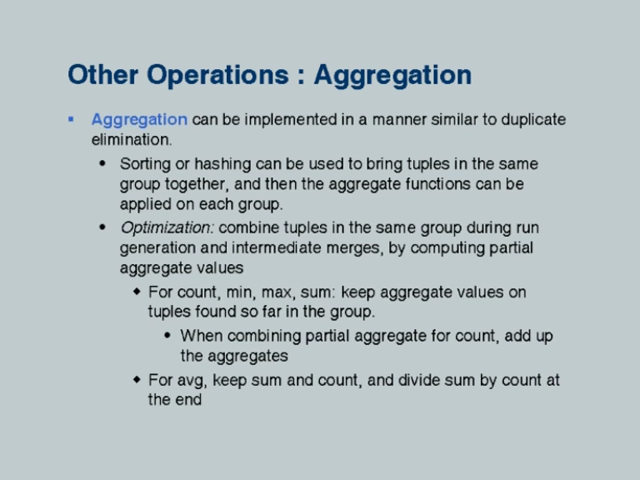 Other Operations : Aggregation
▪ Aggregation can be implemented in a manner similar to duplicate
elimination.
• Sorting or hashing can be used to bring tuples in the same
group together, and then the aggregate functions can be
applied on each group.
• Optimization: combine tuples in the same group during run
generation and intermediate merges, by computing partial
aggregate values
◆ For count, min, max, sum: keep aggregate values on
tuples found so far in the group.
• When combining partial aggregate for count, add up
the aggregates
◆ For avg, keep sum and count, and divide sum by count at
the end